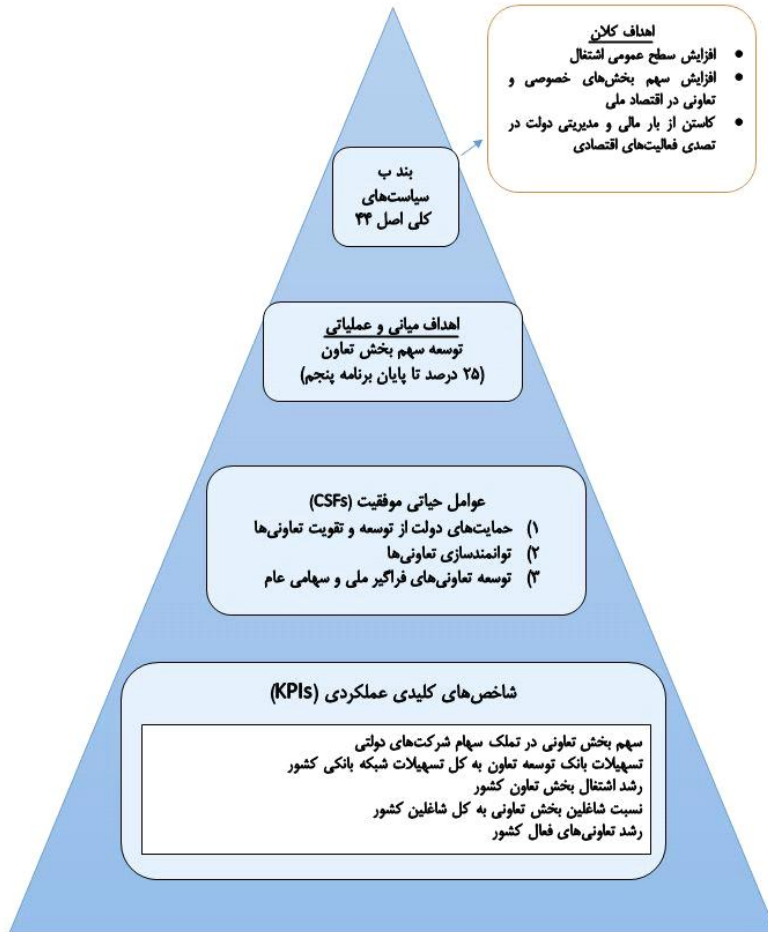 اهداف کلان
● افزایش سطح عمومی اشتغال
● افزایش سهم بخش‌های خصوصی و
تعاونی در اقتصاد ملی
● کاستن از بار مالی و مدیریتی دولت در
تصدی فعالیت‌های اقتصادی
بند ب
سیاست‌های
کلی اصل ۴۴
اهداف میانی و عملیاتی
توسعه سهم بخش تعاون
(۲۵ درصد تا پایان برنامه پنجم)
عوامل حیاتی موفقیت (CSFs)
۱) حمایت‌های دولت از توسعه و تقویت تعاونی‌ها
۲) توانمندسازی تعاونی‌ها
۳) توسعه تعاونی‌های فراگیر ملی و سهامی عام
شاخص‌های کلیدی عملکردی (KPIs)
سهم بخش تعاونی در تملک سهام شرکت‌های دولتی
تسهیلات بانک توسعه تعاون به کل تسهیلات شبکه بانکی کشور
رشد اشتغال بخش تعاون کشور
نسبت شاغلین بخش تعاونی به کل شاغلین کشور
رشد تعاونی‌های فعال کشور